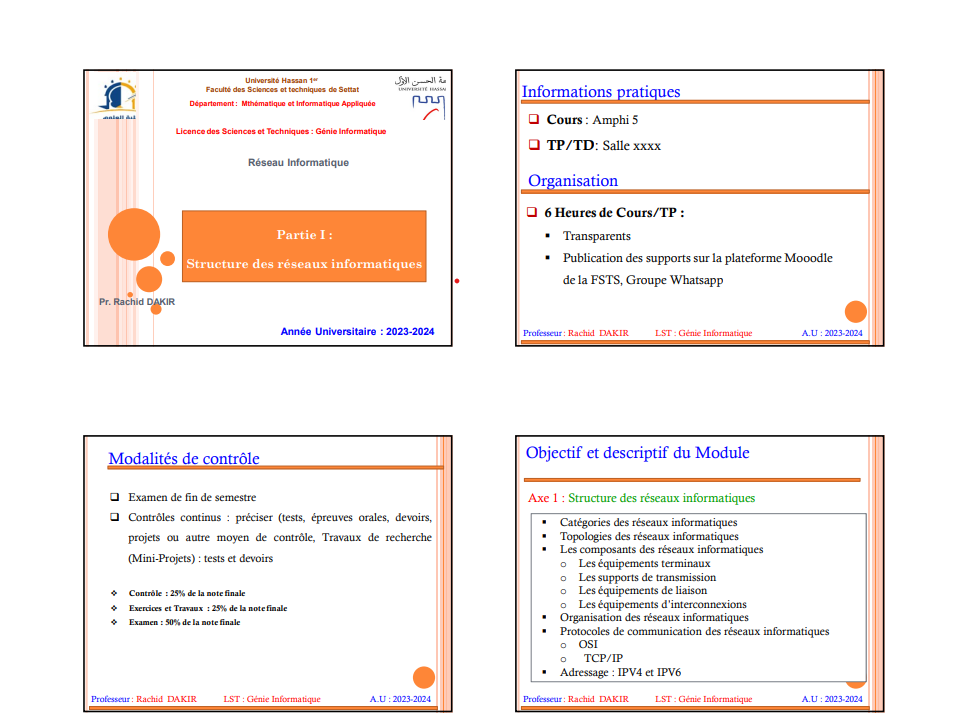 Université Hassan 1er
Faculté des Sciences et techniques de Settat
Département : Mthématique et Informatique Appliquée
UNIVERSITÉ HASSAN
Licence des Sciences et Techniques : Génie Informatique
Réseau Informatique
Partie I :
Structure des réseaux informatiques
Pr. Rachid DAKIR
Année Universitaire : 2023-2024
Informations pratiques
❑ Cours : Amphi 5
❑ TP/TD: Salle xxxx
Organisation
❑ 6 Heures de Cours/TP :
▪ Transparents
▪ Publication des supports sur la plateforme Mooodle
de la FSTS, Groupe Whatsapp
Professeur : Rachid DAKIR LST : Génie Informatique A.U : 2023-2024
Modalités de contrôle
❑ Examen de fin de semestre
❑ Contrôles continus : préciser (tests, épreuves orales, devoirs,
projets ou autre moyen de contrôle, Travaux de recherche
(Mini-Projets) : tests et devoirs
❖ Contrôle : 25% de la note finale
❖ Exercices et Travaux : 25% de la note finale
❖ Examen : 50% de la note finale
Professeur : Rachid DAKIR LST : Génie Informatique A.U : 2023-2024
Objectif et descriptif du Module
Axe 1 : Structure des réseaux informatiques
▪ Catégories des réseaux informatiques
▪ Topologies des réseaux informatiques
▪ Les composants des réseaux informatiques
o Les équipements terminaux
o Les supports de transmission
o Les équipements de liaison
o Les équipements d'interconnexions
▪ Organisation des réseaux informatiques
▪ Protocoles de communication des réseaux informatiques
o OSI
o TCP/IP
▪ Adressage : IPV4 et IPV6
Professeur : Rachid DAKIR LST : Génie Informatique A.U : 2023-2024